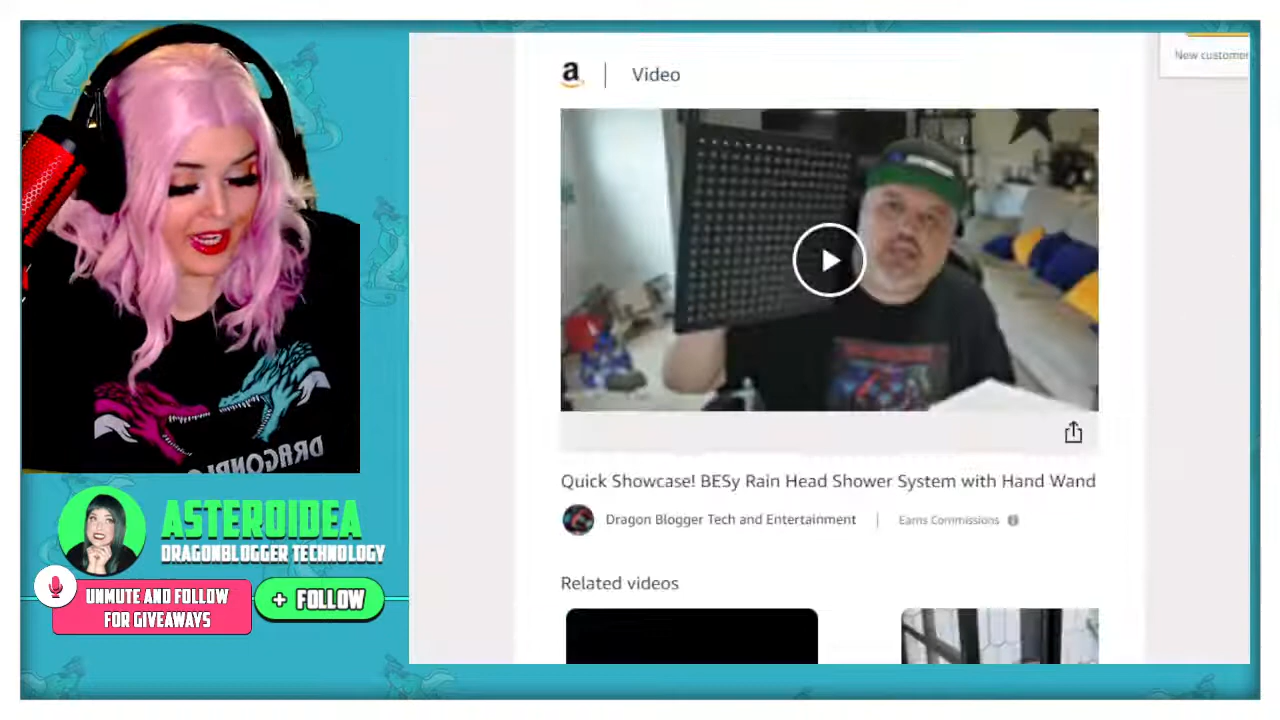 a | Video
New customer
Quick Showcase! BESy Rain Head Shower System with Hand Wand
Dragon Blogger Tech and Entertainment | Earns Commissions
Related videos
ASTEROIDEA
DRAGONBLOGGER TECHNOLOGY
UNMUTE AND FOLLOW
FOR GIVEAWAYS
+ FOLLOW